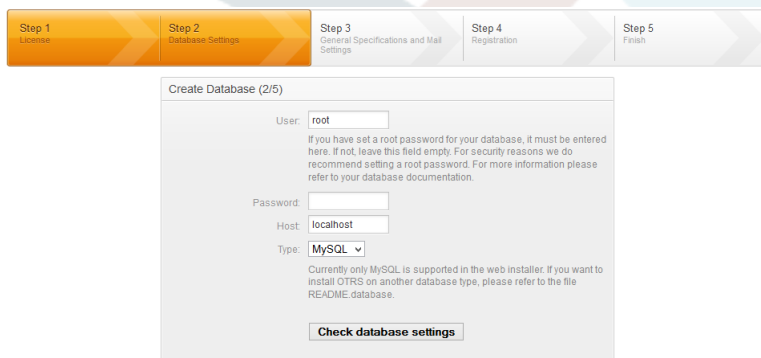 Step 1
License
Step 2
Database Settings
Step 3
General Specifications and Mail
Settings
Step 4
Registration
Step 5
Finish
Create Database (2/5)
User: root
If you have set a root password for your database, it must be entered
here. If not, leave this field empty. For security reasons we do
recommend setting a root password. For more information please
refer to your database documentation.
Password:
Host: localhost
Type: MySQL
Currently only MySQL is supported in the web installer. If you want to
install OTRS on another database type, please refer to the file
README.database.
Check database settings